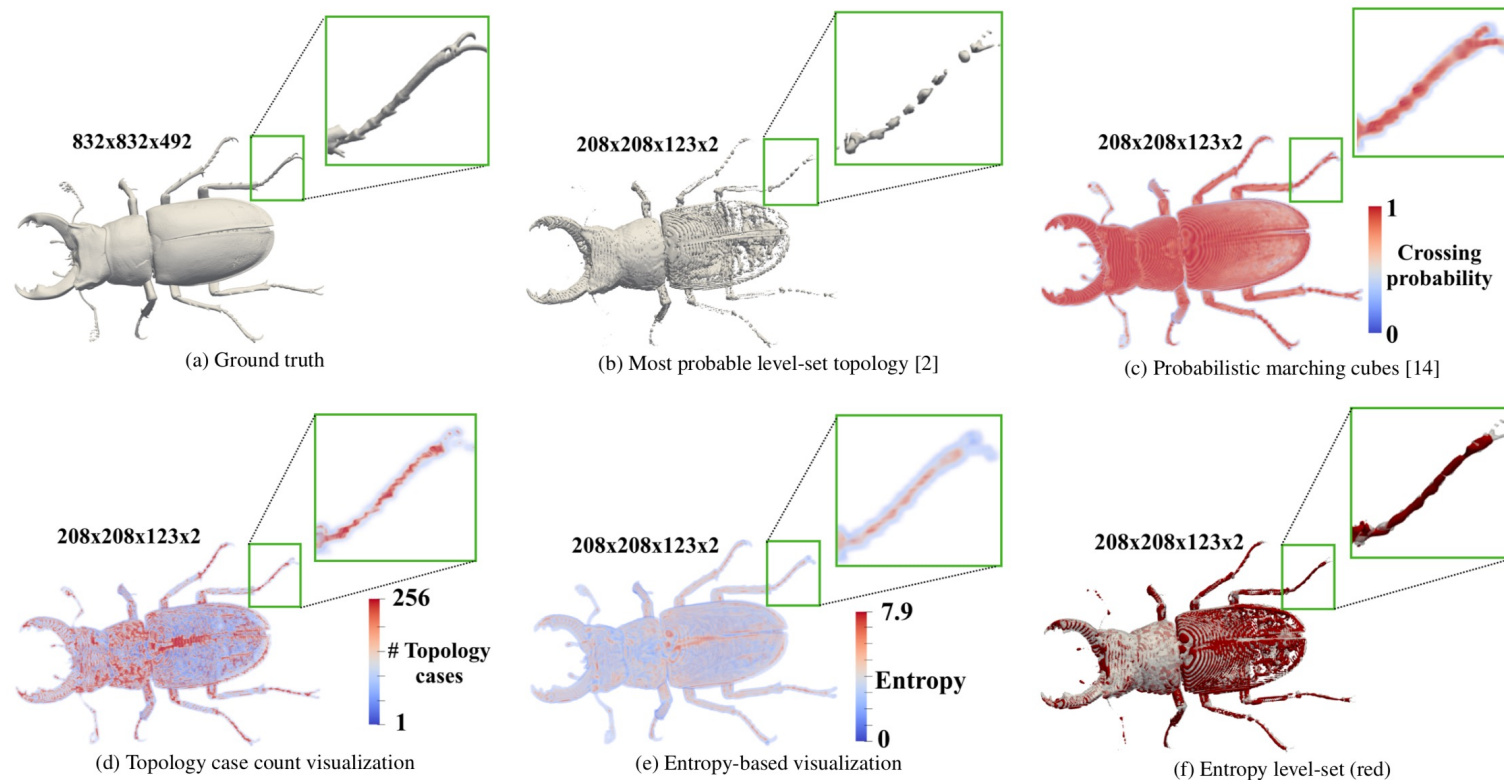 832x832x492
(a) Ground truth
208x208x123x2
(b) Most probable level-set topology [2]
208x208x123x2
1
Crossing
probability
0
(c) Probabilistic marching cubes [14]
208x208x123x2
256
# Topology
cases
1
(d) Topology case count visualization
208x208x123x2
7.9
Entropy
0
(e) Entropy-based visualization
208x208x123x2
(f) Entropy level-set (red)